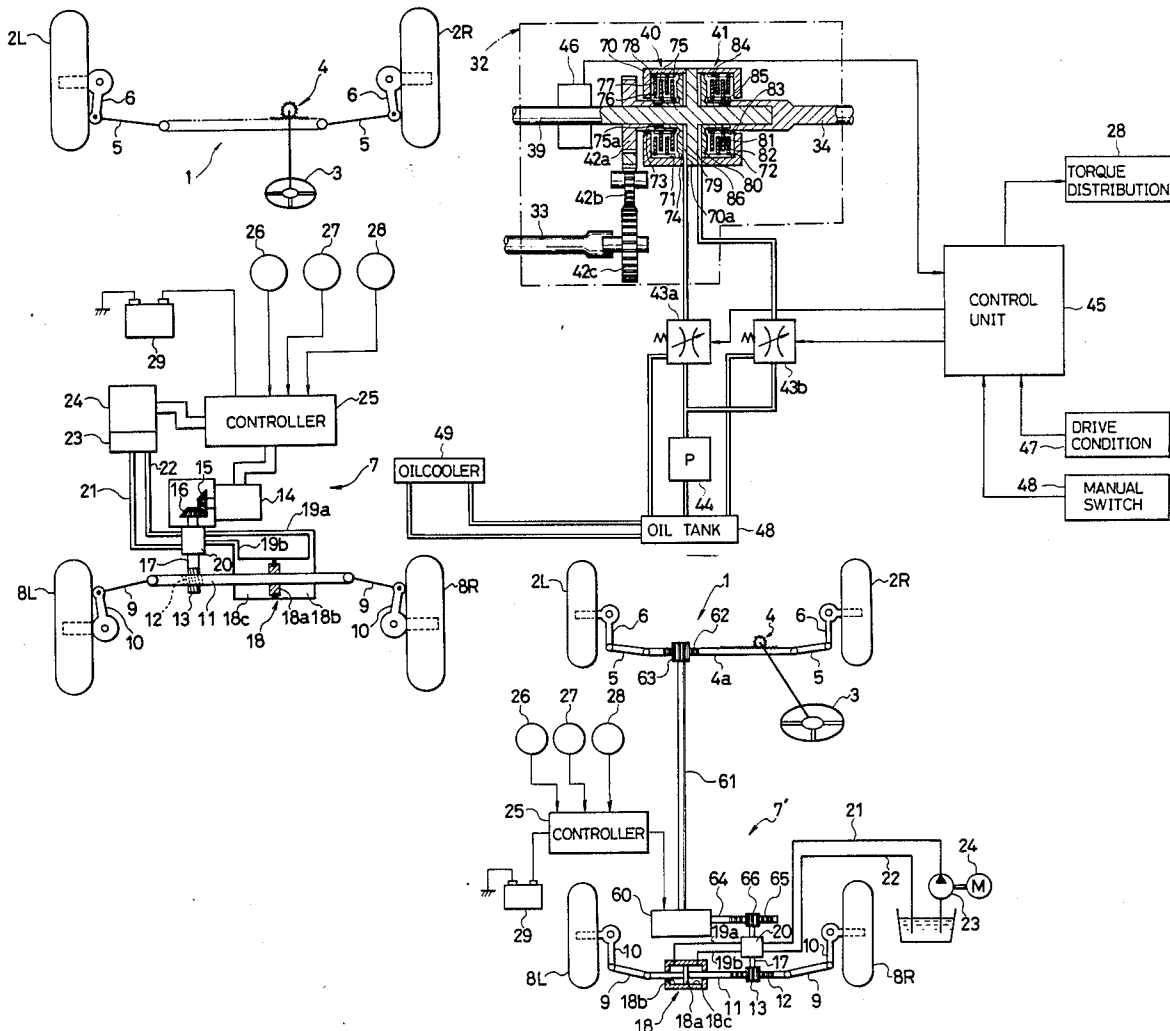 2L
2R
4
6
6
5
5
1
3
32
46
70
78
40
75
41
84
85
77
76
83
39
34
75a
42a
73
71
74
42b
33
42c
79
70a
86
80
81
82
72
28
TORQUE
DISTRIBUTION
26
27
28
29
24
23
CONTROLLER
25
22
15
16
14
7
21
19a
19b
20
17
8L
8R
9
9
10
10
12
13
11
18c
18
18a
18b
43a
43b
CONTROL
UNIT
45
49
OILCOOLER
P
44
OIL TANK
48
47
DRIVE
CONDITION
48
MANUAL
SWITCH
2L
2R
1
62
4
6
6
5
63
4a
5
3
26
27
28
61
25
CONTROLLER
7'
29
21
22
24
M
23
60
64
66
65
19a
20
19b
17
10
10
8L
8R
9
9
18b
18
18a
18c
11
13
12